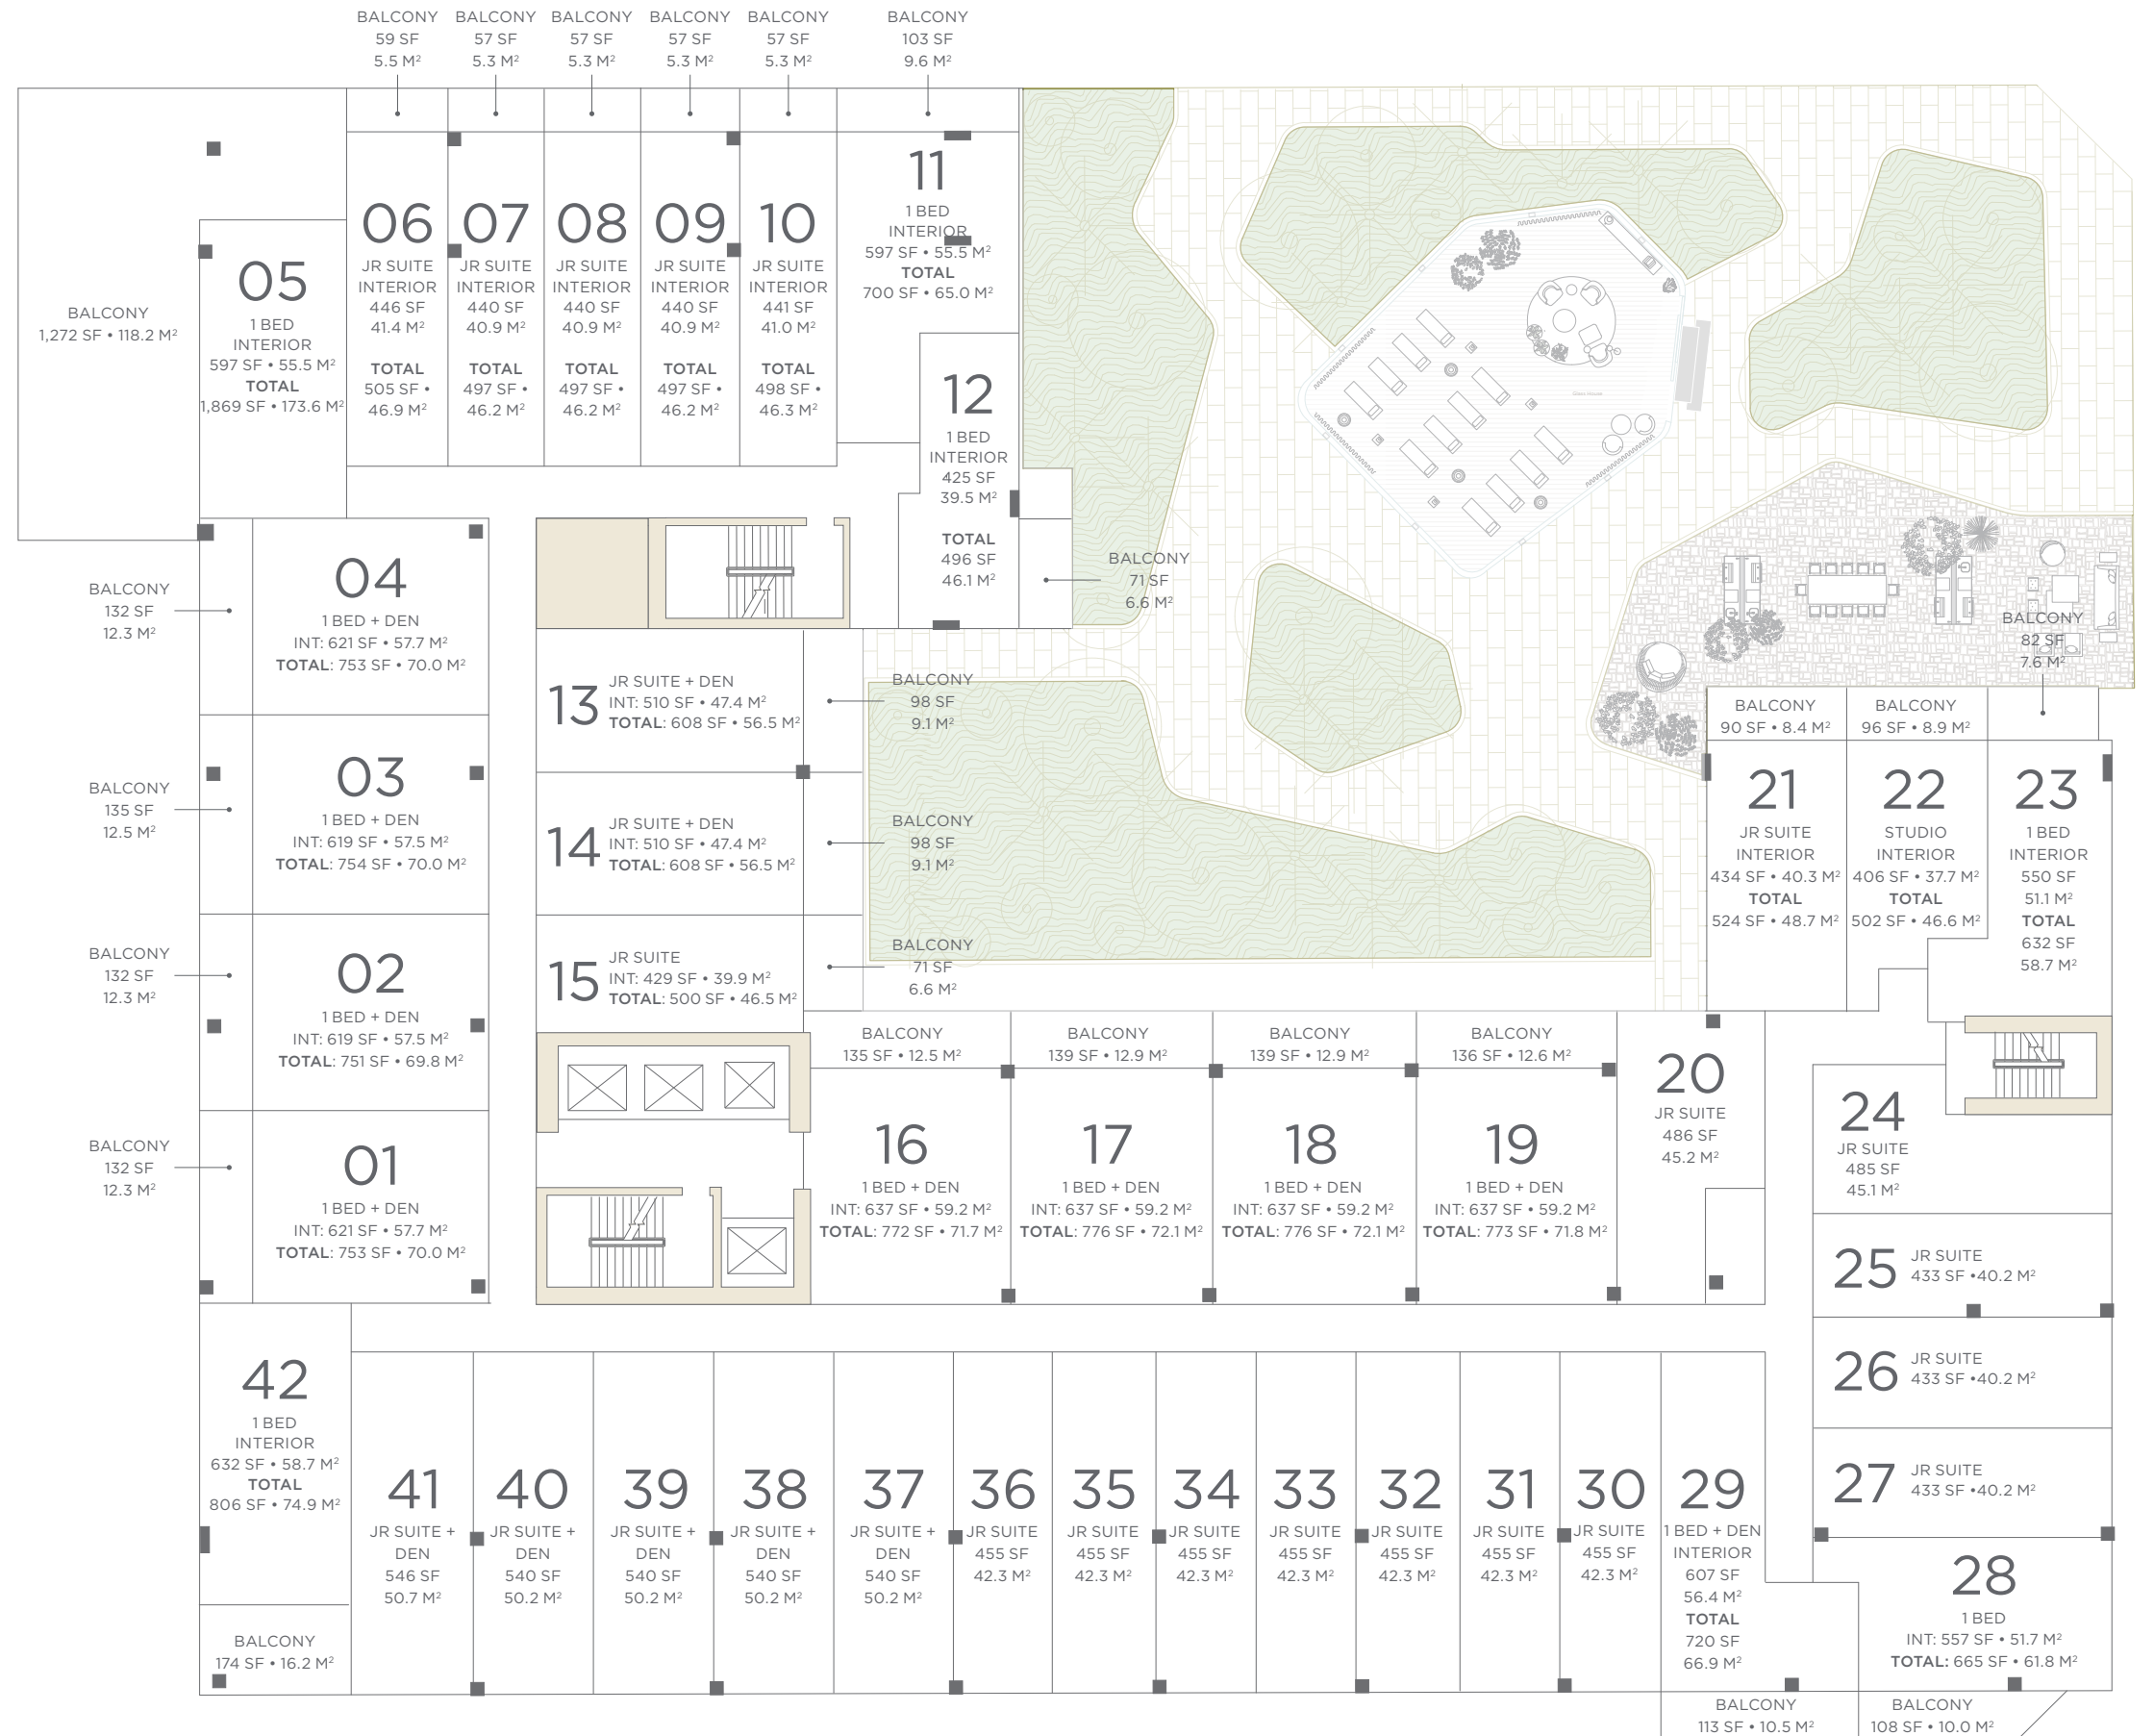 BALCONY
59 SF
5.5 M²
BALCONY
57 SF
5.3 M²
BALCONY
57 SF
5.3 M²
BALCONY
57 SF
5.3 M²
BALCONY
57 SF
5.3 M²
BALCONY
103 SF
9.6 M²
BALCONY
1,272 SF • 118.2 M²
05
1 BED
INTERIOR
597 SF • 55.5 M²
TOTAL
1,869 SF • 173.6 M²
06
JR SUITE
INTERIOR
446 SF
41.4 M²
TOTAL
505 SF •
46.9 M²
07
JR SUITE
INTERIOR
440 SF
40.9 M²
TOTAL
497 SF •
46.2 M²
08
JR SUITE
INTERIOR
440 SF
40.9 M²
TOTAL
497 SF •
46.2 M²
09
JR SUITE
INTERIOR
440 SF
40.9 M²
TOTAL
497 SF •
46.2 M²
10
JR SUITE
INTERIOR
441 SF
41.0 M²
TOTAL
498 SF •
46.3 M²
11
1 BED
INTERIOR
597 SF • 55.5 M²
TOTAL
700 SF • 65.0 M²
12
1 BED
INTERIOR
425 SF
39.5 M²
TOTAL
496 SF
46.1 M²
BALCONY
71 SF
6.6 M²
BALCONY
132 SF
12.3 M²
04
1 BED + DEN
INT: 621 SF • 57.7 M²
TOTAL: 753 SF • 70.0 M²
BALCONY
135 SF
12.5 M²
03
1 BED + DEN
INT: 619 SF • 57.5 M²
TOTAL: 754 SF • 70.0 M²
BALCONY
132 SF
12.3 M²
02
1 BED + DEN
INT: 619 SF • 57.5 M²
TOTAL: 751 SF • 69.8 M²
BALCONY
132 SF
12.3 M²
01
1 BED + DEN
INT: 621 SF • 57.7 M²
TOTAL: 753 SF • 70.0 M²
13
JR SUITE + DEN
INT: 510 SF • 47.4 M²
TOTAL: 608 SF • 56.5 M²
BALCONY
98 SF
9.1 M²
14
JR SUITE + DEN
INT: 510 SF • 47.4 M²
TOTAL: 608 SF • 56.5 M²
BALCONY
98 SF
9.1 M²
15
JR SUITE
INT: 429 SF • 39.9 M²
TOTAL: 500 SF • 46.5 M²
BALCONY
71 SF
6.6 M²
BALCONY
135 SF • 12.5 M²
16
1 BED + DEN
INT: 637 SF • 59.2 M²
TOTAL: 772 SF • 71.7 M²
BALCONY
139 SF • 12.9 M²
17
1 BED + DEN
INT: 637 SF • 59.2 M²
TOTAL: 776 SF • 72.1 M²
BALCONY
139 SF • 12.9 M²
18
1 BED + DEN
INT: 637 SF • 59.2 M²
TOTAL: 776 SF • 72.1 M²
BALCONY
136 SF • 12.6 M²
19
1 BED + DEN
INT: 637 SF • 59.2 M²
TOTAL: 773 SF • 71.8 M²
20
JR SUITE
486 SF
45.2 M²
BALCONY
90 SF • 8.4 M²
21
JR SUITE
INTERIOR
434 SF • 40.3 M²
TOTAL
524 SF • 48.7 M²
BALCONY
96 SF • 8.9 M²
22
STUDIO
INTERIOR
406 SF • 37.7 M²
TOTAL
502 SF • 46.6 M²
BALCONY
82 SF
7.6 M²
23
1 BED
INTERIOR
550 SF
51.1 M²
TOTAL
632 SF
58.7 M²
24
JR SUITE
485 SF
45.1 M²
25
JR SUITE
433 SF •40.2 M²
26
JR SUITE
433 SF •40.2 M²
27
JR SUITE
433 SF •40.2 M²
28
1 BED
INT: 557 SF • 51.7 M²
TOTAL: 665 SF • 61.8 M²
BALCONY
108 SF • 10.0 M²
42
1 BED
INTERIOR
632 SF • 58.7 M²
TOTAL
806 SF • 74.9 M²
BALCONY
174 SF • 16.2 M²
41
JR SUITE +
DEN
546 SF
50.7 M²
40
JR SUITE +
DEN
540 SF
50.2 M²
39
JR SUITE +
DEN
540 SF
50.2 M²
38
JR SUITE +
DEN
540 SF
50.2 M²
37
JR SUITE +
DEN
540 SF
50.2 M²
36
JR SUITE
455 SF
42.3 M²
35
JR SUITE
455 SF
42.3 M²
34
JR SUITE
455 SF
42.3 M²
33
JR SUITE
455 SF
42.3 M²
32
JR SUITE
455 SF
42.3 M²
31
JR SUITE
455 SF
42.3 M²
30
JR SUITE
455 SF
42.3 M²
29
1 BED + DEN
INTERIOR
607 SF
56.4 M²
TOTAL
720 SF
66.9 M²
BALCONY
113 SF • 10.5 M²